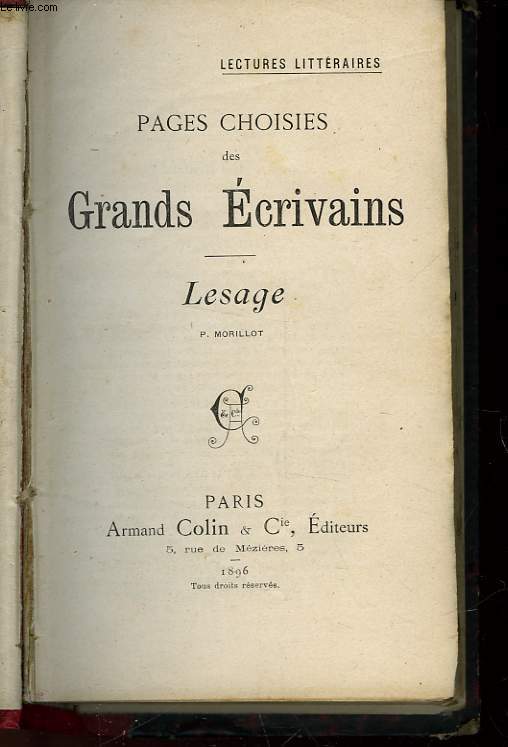 Le-livre.com
LECTURES LITTÉRAIRES
PAGES CHOISIES
des
Grands Écrivains
Lesage
P. MORILLOT
PARIS
Armand Colin & Cie, Éditeurs
5, rue de Mézières, 5
1896
Tous droits réservés.